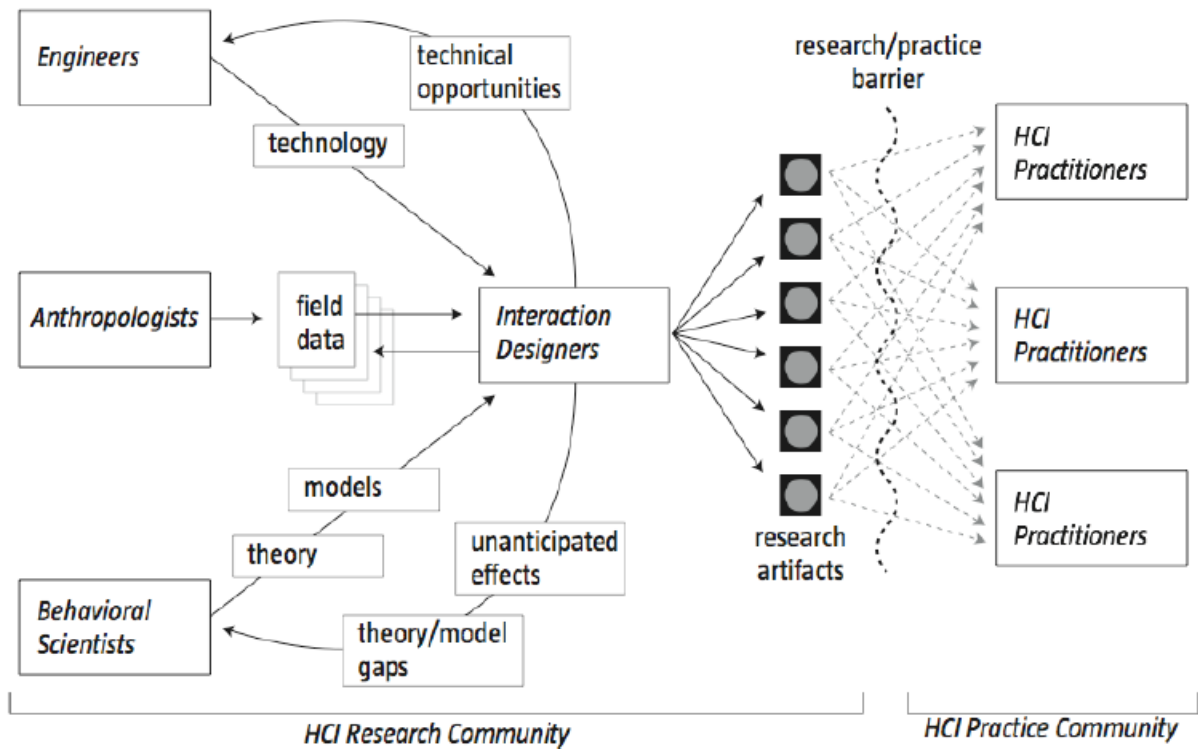 Engineers
technical
opportunities
technology
research/practice
barrier
HCI
Practitioners
Anthropologists
field
data
Interaction
Designers
HCI
Practitioners
models
theory
unanticipated
effects
research
artifacts
HCI
Practitioners
Behavioral
Scientists
theory/model
gaps
HCI Research Community
HCI Practice Community